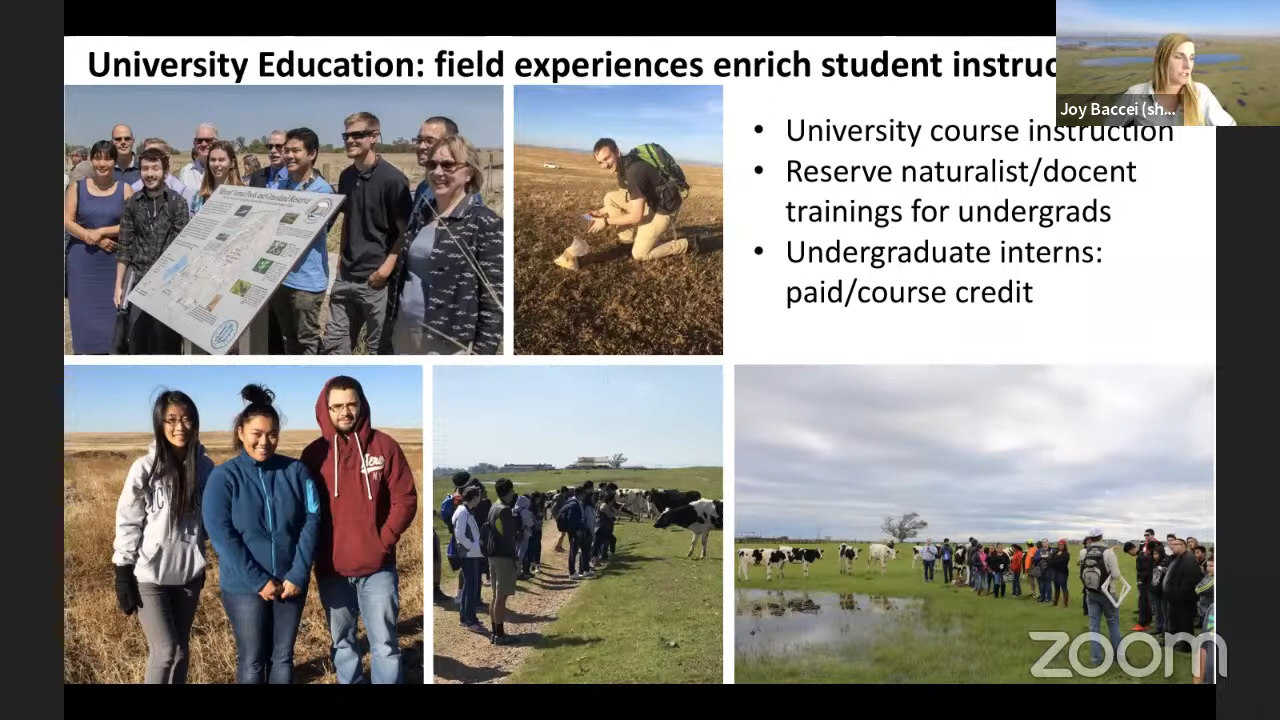 University Education: field experiences enrich student instruc
Joy Baccei (sh...
• University course instruction
• Reserve naturalist/docent
trainings for undergrads
• Undergraduate interns:
paid/course credit
zoom